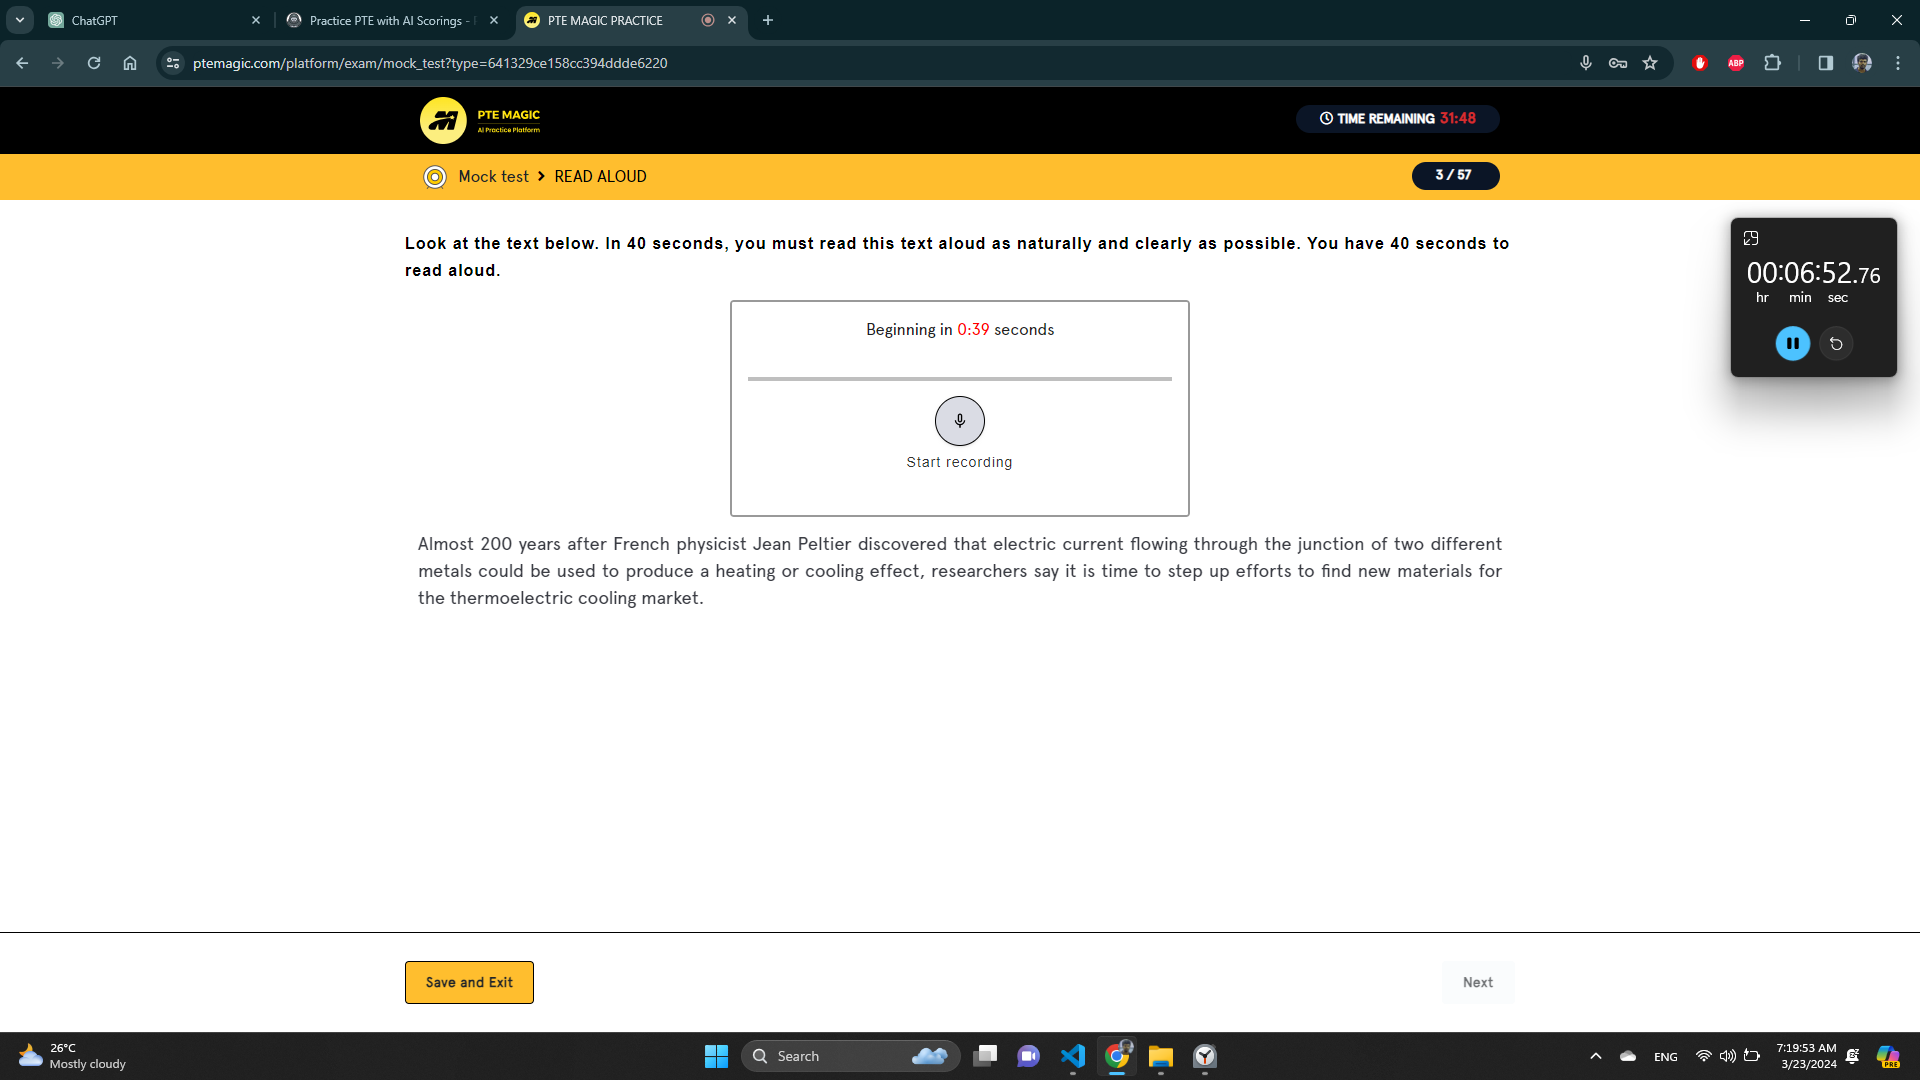 ChatGPT
Practice PTE with AI Scorings -
PTE MAGIC PRACTICE
ptemagic.com/platform/exam/mock_test?type=641329ce158cc394ddde6220
ABP
PTE MAGIC
AI Practice Platform
TIME REMAINING 31:48
Mock test > READ ALOUD
3 / 57
Look at the text below. In 40 seconds, you must read this text aloud as naturally and clearly as possible. You have 40 seconds to
read aloud.
00:06:52.76
hr min sec
Beginning in 0:39 seconds
Start recording
Almost 200 years after French physicist Jean Peltier discovered that electric current flowing through the junction of two different
metals could be used to produce a heating or cooling effect, researchers say it is time to step up efforts to find new materials for
the thermoelectric cooling market.
Save and Exit
Next
26°C
Mostly cloudy
Search
ENG
7:19:53 AM
3/23/2024
PRE